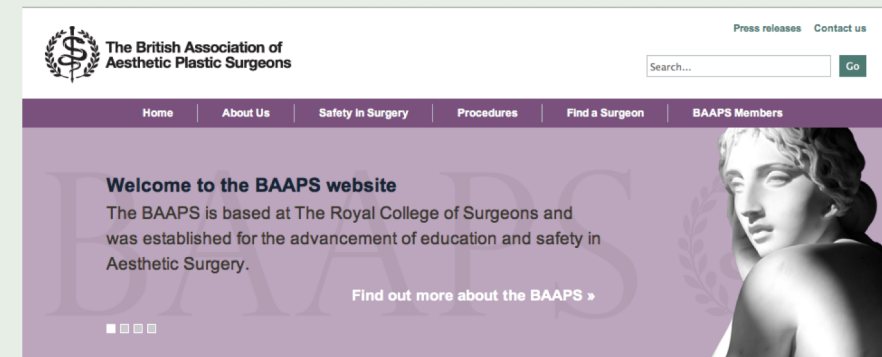 Press releases Contact us
The British Association of
Aesthetic Plastic Surgeons
Search...
Go
Home About Us Safety In Surgery Procedures Find a Surgeon BAAPS Members
BAAPS
Welcome to the BAAPS website
The BAAPS is based at The Royal College of Surgeons and
was established for the advancement of education and safety in
Aesthetic Surgery.
Find out more about the BAAPS »